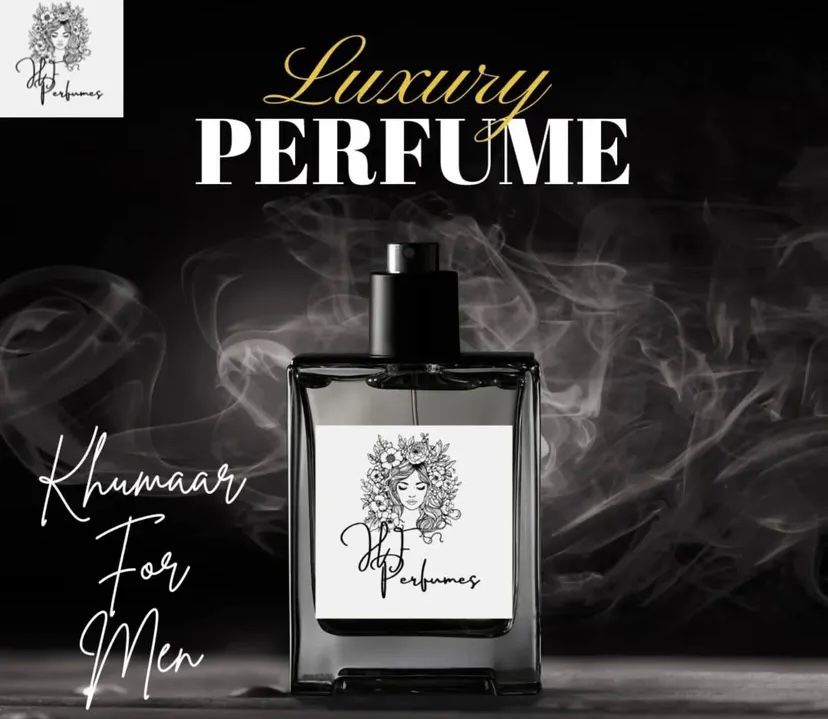 HF
Perfumes
Luxury
PERFUME
Khumaar
For
Men
HF
Perfumes